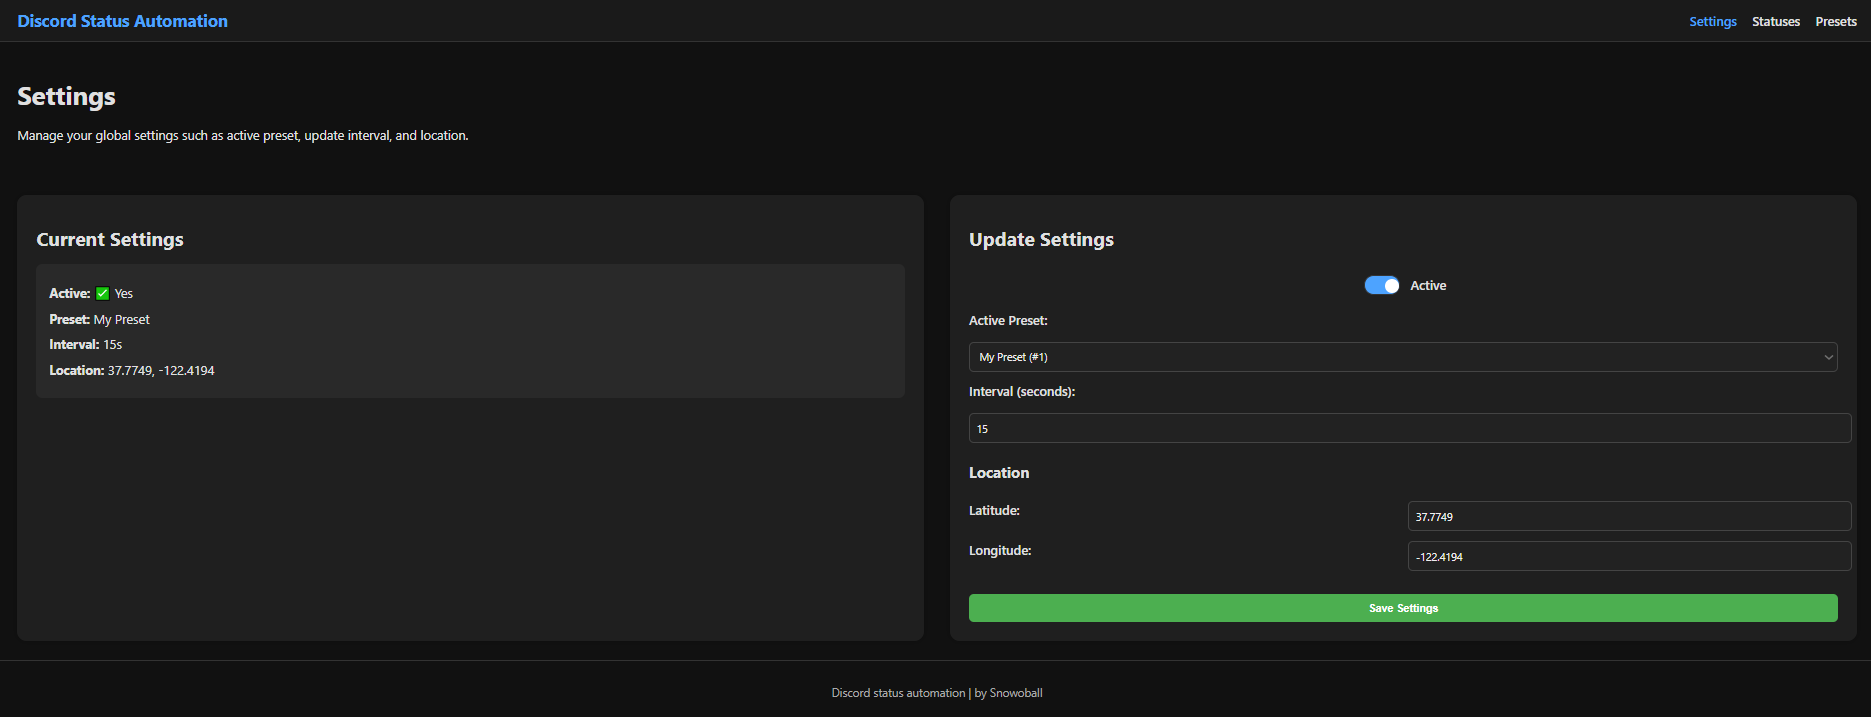 Discord Status Automation
Settings Statuses Presets
Settings
Manage your global settings such as active preset, update interval, and location.
Current Settings
Active: ✅ Yes
Preset: My Preset
Interval: 15s
Location: 37.7749, -122.4194
Update Settings
Active
Active Preset:
My Preset (#1)
Interval (seconds):
15
Location
Latitude:
37.7749
Longitude:
-122.4194
Save Settings
Discord status automation | by Snowoball